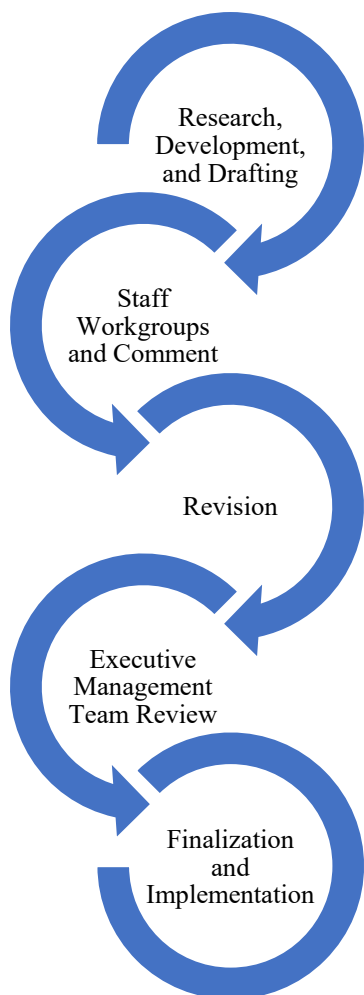 Research,
Development,
and Drafting
Staff
Workgroups
and Comment
Revision
Executive
Management
Team Review
Finalization
and
Implementation